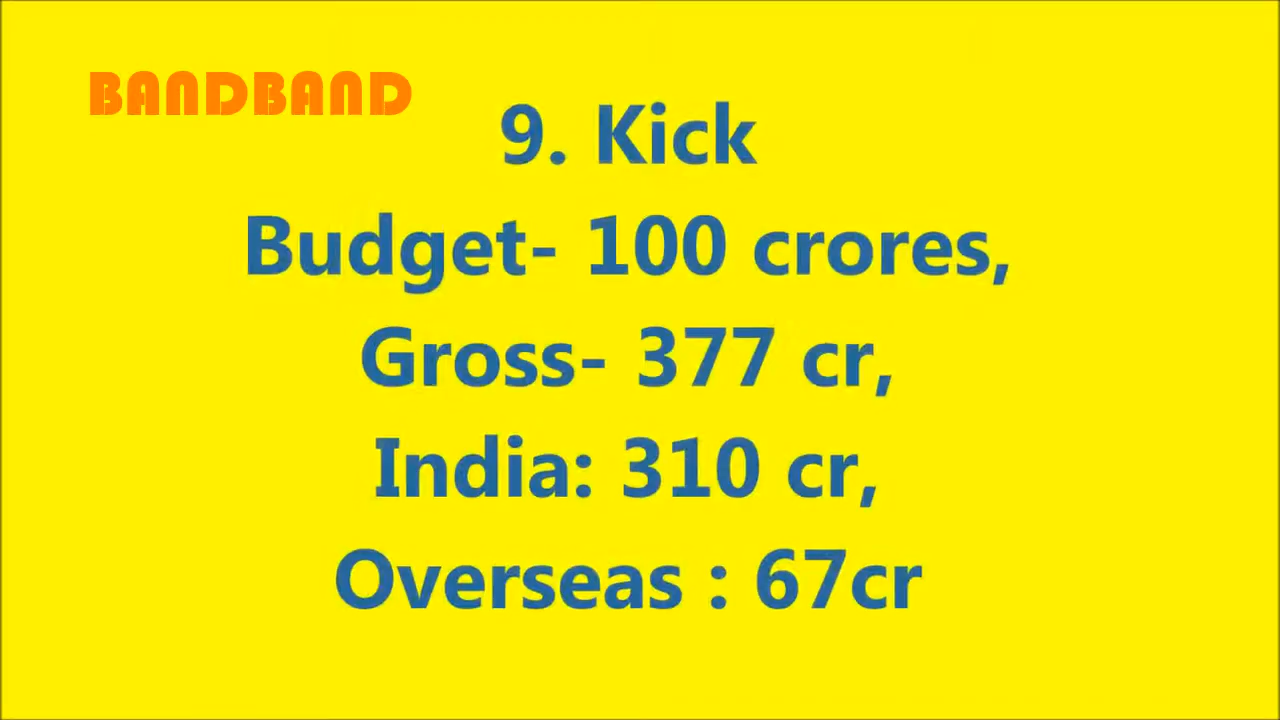 BANDBAND
9. Kick
Budget- 100 crores,
Gross- 377 cr,
India: 310 cr,
Overseas : 67cr